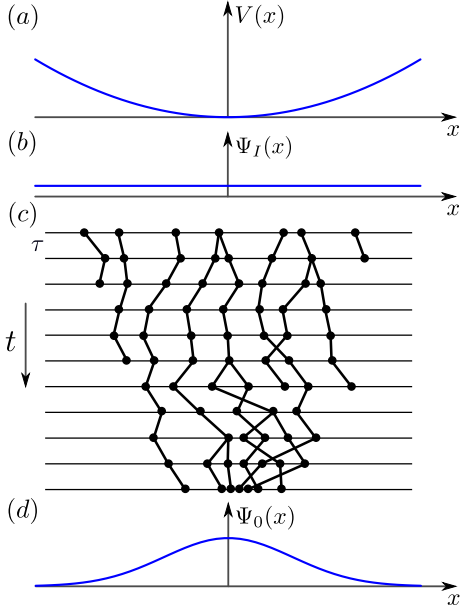 (a)
V(x)
x
(b)
Ψ_I(x)
x
(c)
τ
t
(d)
Ψ_0(x)
x